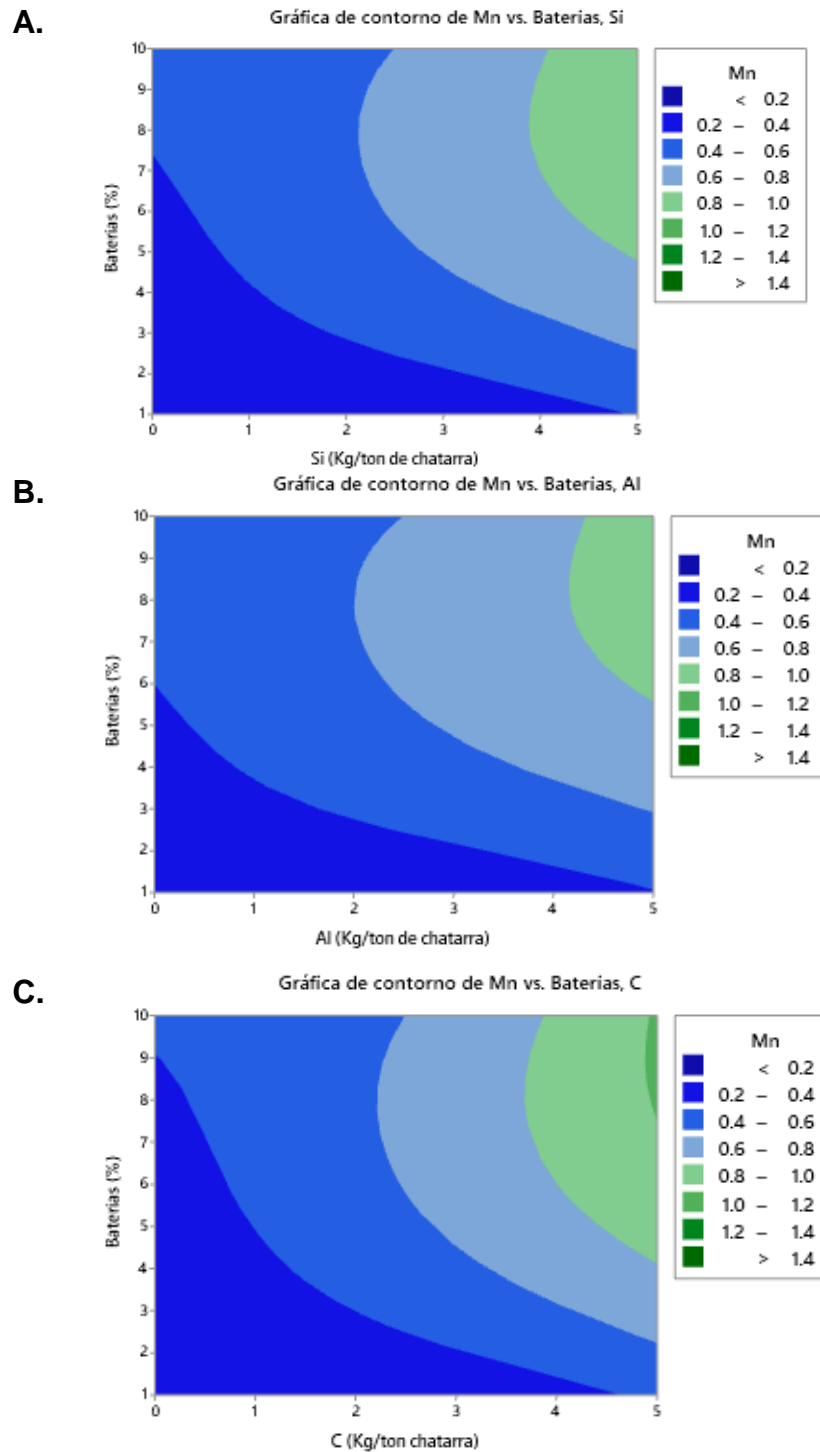 A.
Gráfica de contorno de Mn vs. Baterias, Si
10
9
8
7
6
5
4
3
2
1
Baterias (%)
0 1 2 3 4 5
Si (Kg/ton de chatarra)
Mn
< 0.2
0.2 – 0.4
0.4 – 0.6
0.6 – 0.8
0.8 – 1.0
1.0 – 1.2
1.2 – 1.4
> 1.4
B.
Gráfica de contorno de Mn vs. Baterias, Al
10
9
8
7
6
5
4
3
2
1
Baterias (%)
0 1 2 3 4 5
Al (Kg/ton de chatarra)
Mn
< 0.2
0.2 – 0.4
0.4 – 0.6
0.6 – 0.8
0.8 – 1.0
1.0 – 1.2
1.2 – 1.4
> 1.4
C.
Gráfica de contorno de Mn vs. Baterias, C
10
9
8
7
6
5
4
3
2
1
Baterias (%)
0 1 2 3 4 5
C (Kg/ton chatarra)
Mn
< 0.2
0.2 – 0.4
0.4 – 0.6
0.6 – 0.8
0.8 – 1.0
1.0 – 1.2
1.2 – 1.4
> 1.4